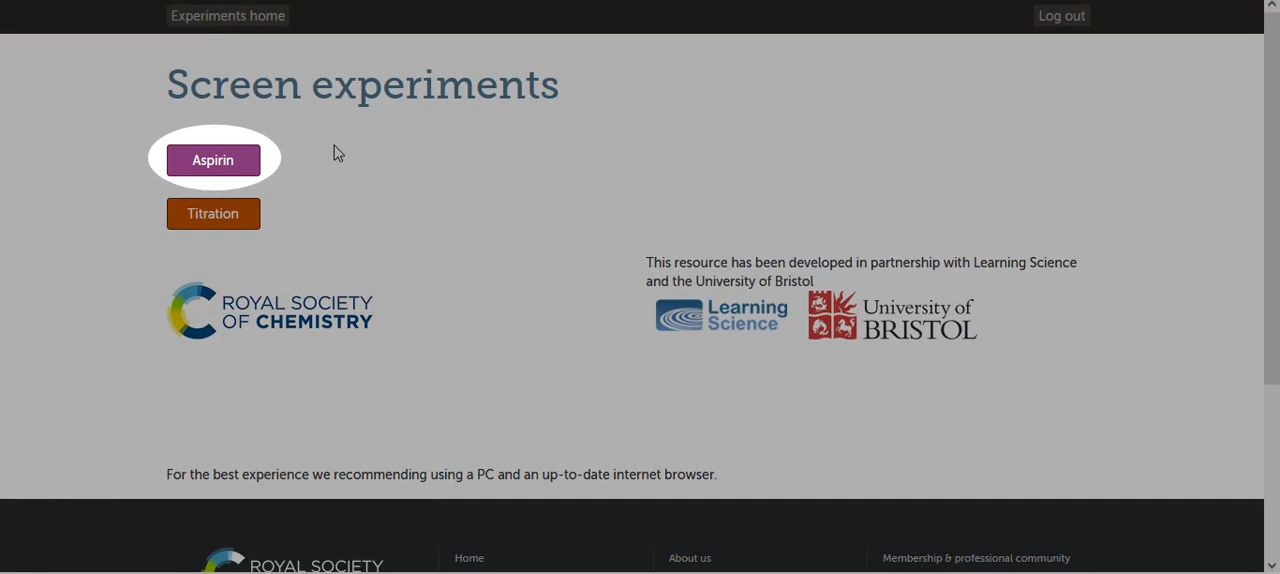 Experiments home
Log out
Screen experiments
Aspirin
Titration
This resource has been developed in partnership with Learning Science
and the University of Bristol
ROYAL SOCIETY
OF CHEMISTRY
Learning
Science
University of
BRISTOL
For the best experience we recommending using a PC and an up-to-date internet browser.
ROYAL SOCIETY
Home
About us
Membership & professional community